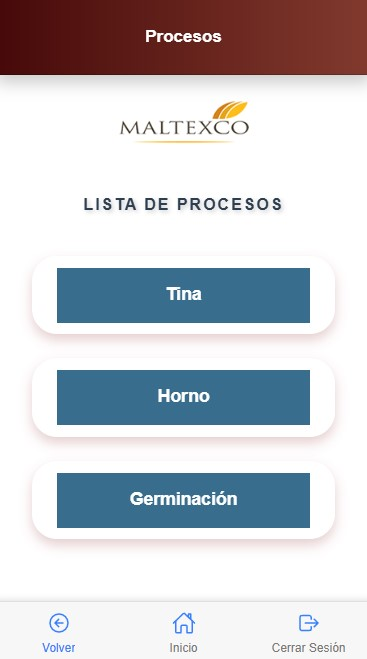 Procesos
MALTEXCO
LISTA DE PROCESOS
Tina
Horno
Germinación
Volver
Inicio
Cerrar Sesión